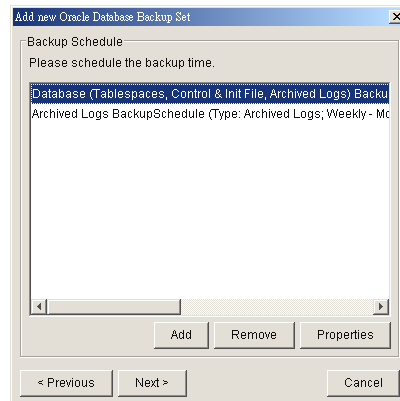 Add new Oracle Database Backup Set
Backup Schedule
Please schedule the backup time.
Database (Tablespaces, Control & Init File, Archived Logs) Backu
Archived Logs BackupSchedule (Type: Archived Logs; Weekly - Mo
Add Remove Properties
< Previous Next > Cancel